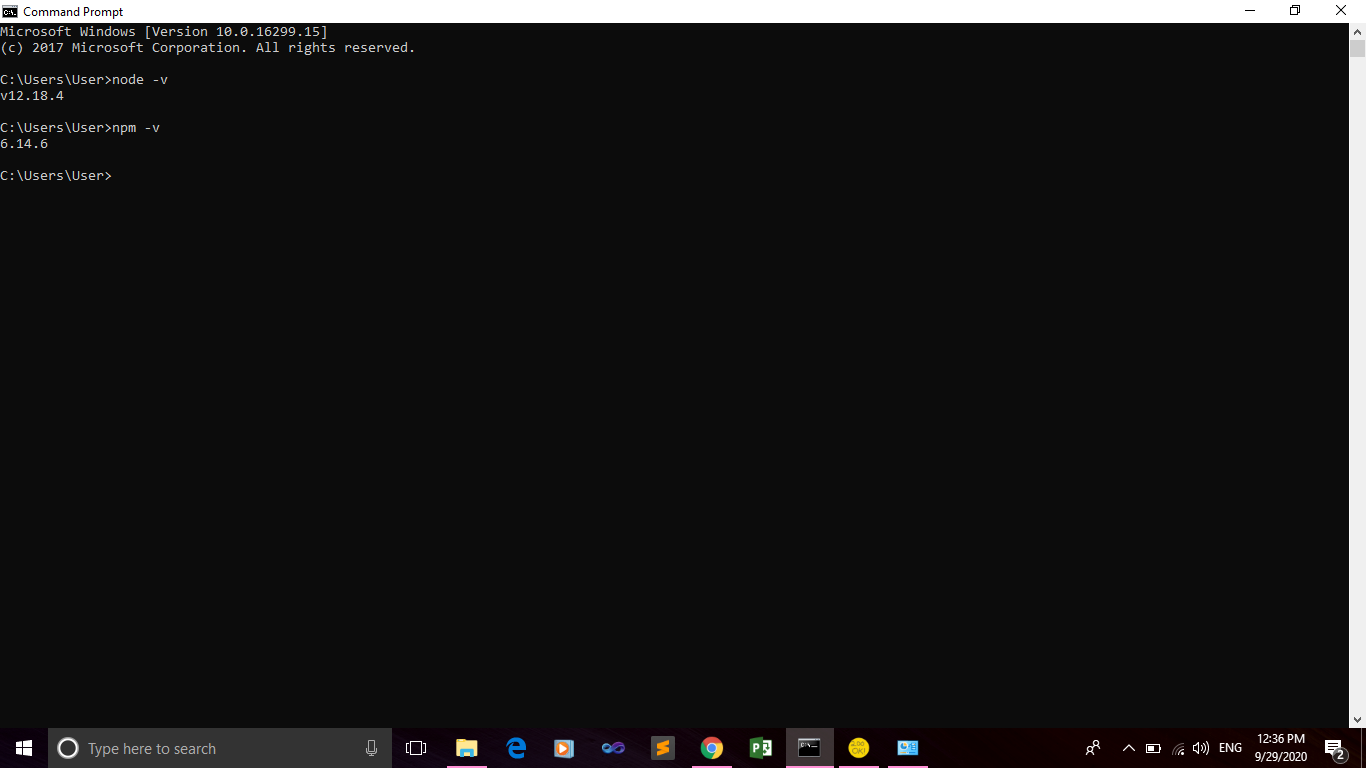 Command Prompt
Microsoft Windows [Version 10.0.16299.15]
(c) 2017 Microsoft Corporation. All rights reserved.
C:\Users\User>node -v
v12.18.4
C:\Users\User>npm -v
6.14.6
C:\Users\User>
Type here to search
ENG
12:36 PM
9/29/2020
2